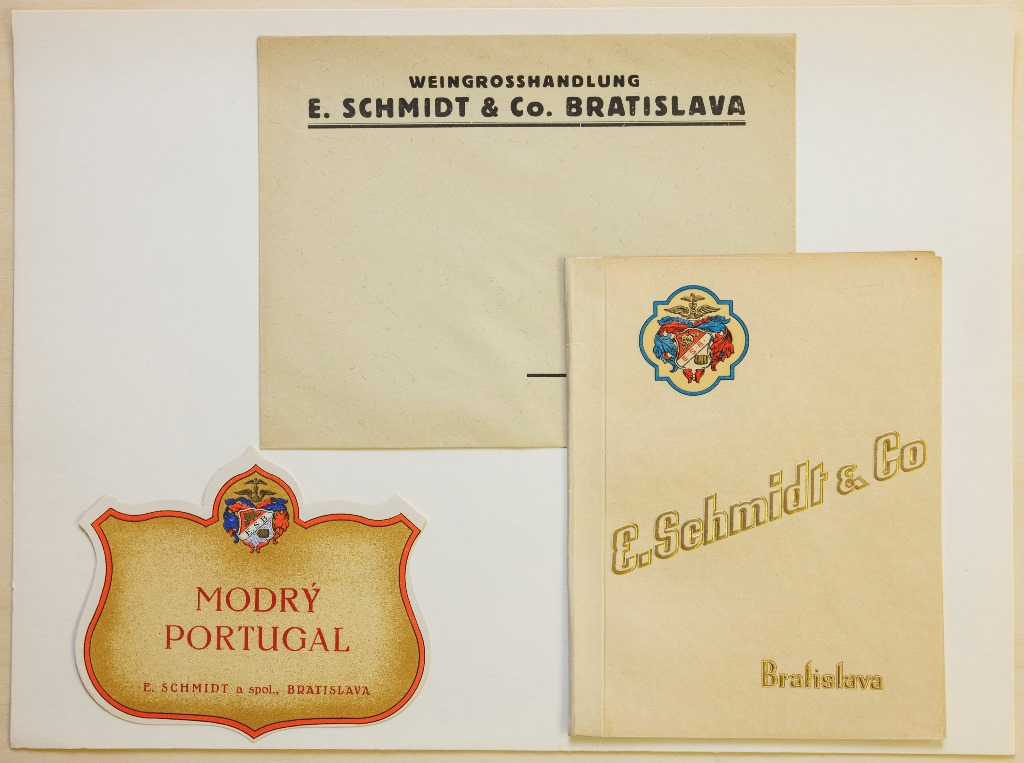 WEINGROSSHANDLUNG
E. SCHMIDT & Co. BRATISLAVA
E.S.B.
E. Schmidt & Co
Bratislava
E.S.B.
MODRÝ
PORTUGAL
E. SCHMIDT a spol., BRATISLAVA